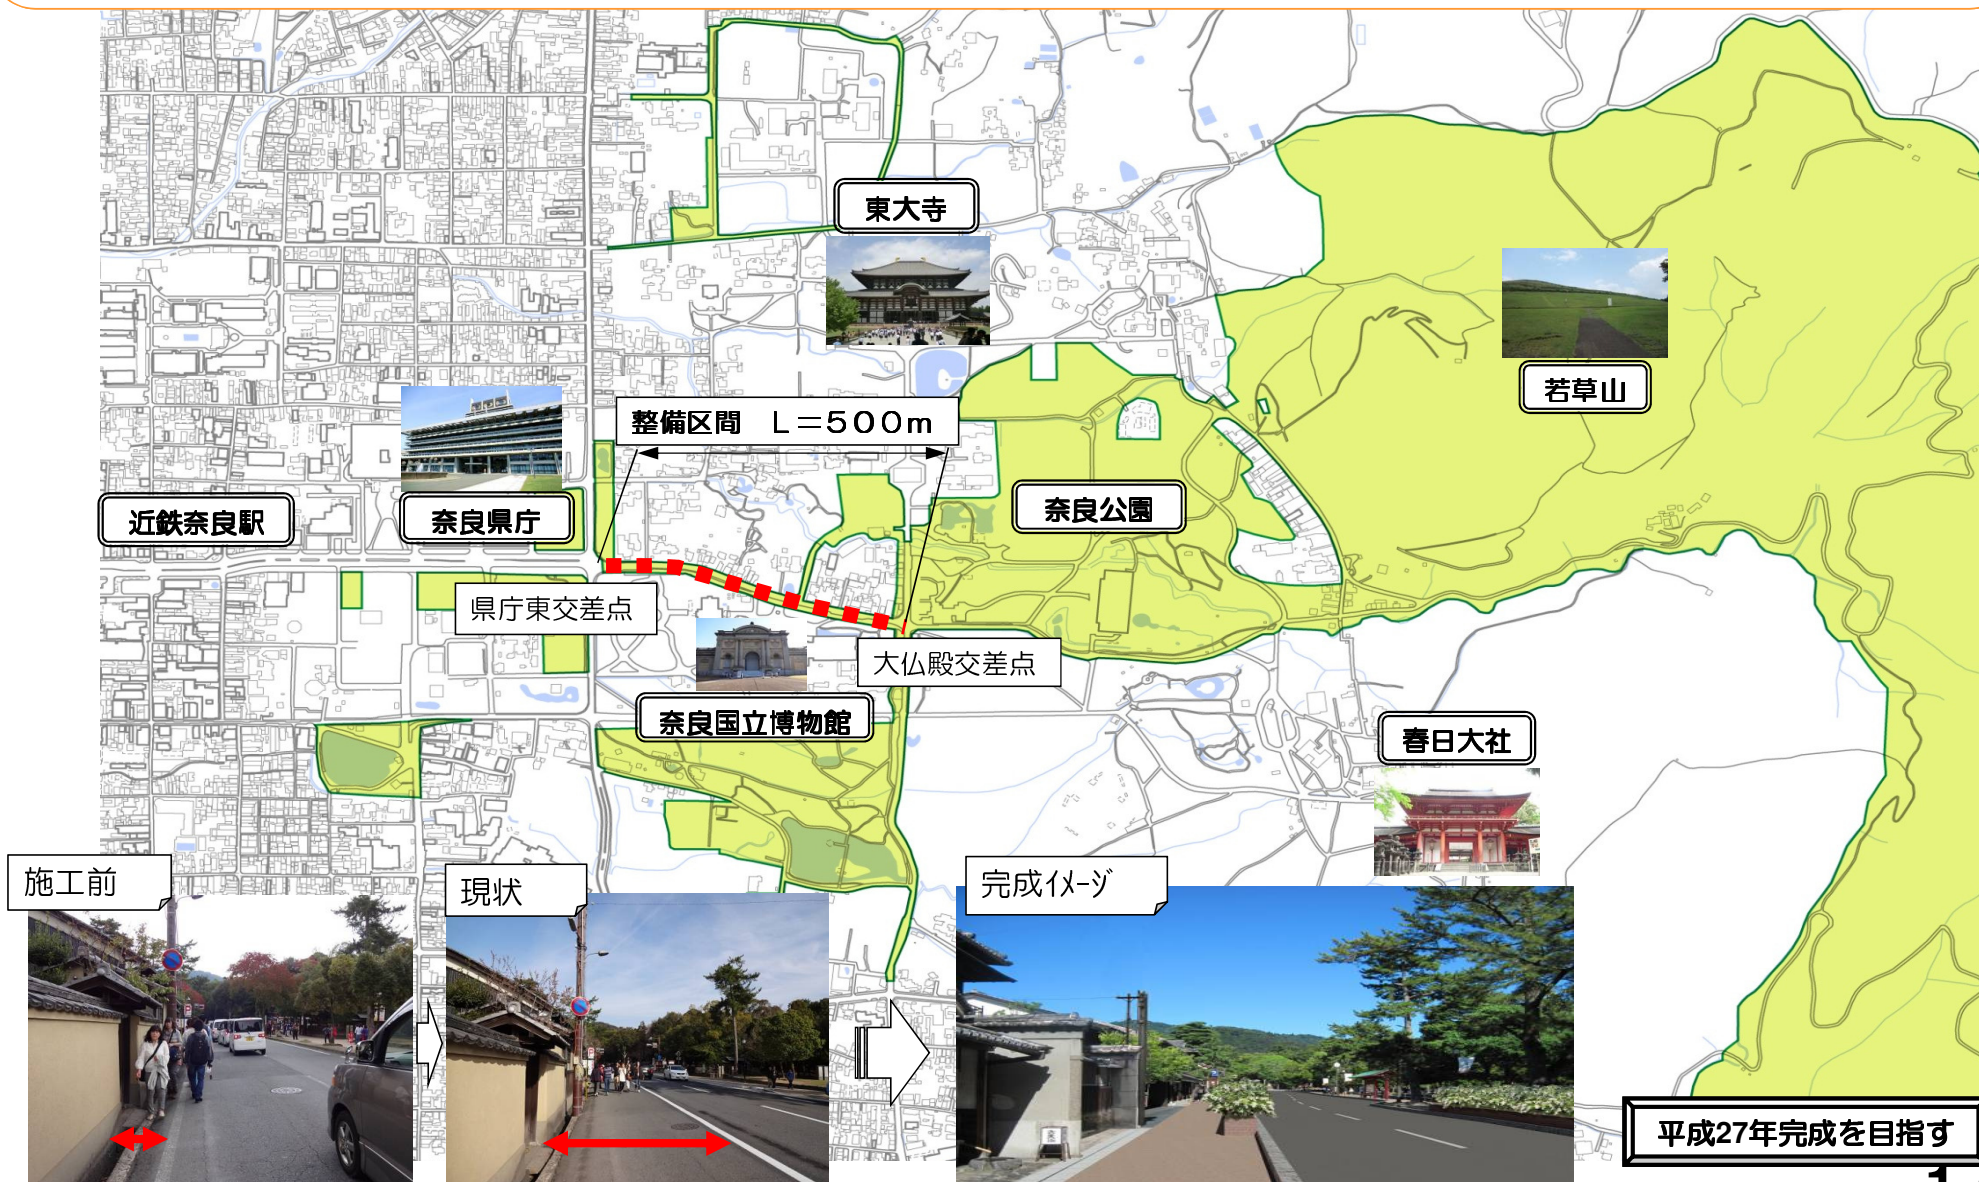 東大寺
若草山
整備区間　L＝500m
近鉄奈良駅
奈良県庁
奈良公園
県庁東交差点
大仏殿交差点
奈良国立博物館
春日大社
施工前
現状
完成イメージ
平成27年完成を目指す
1